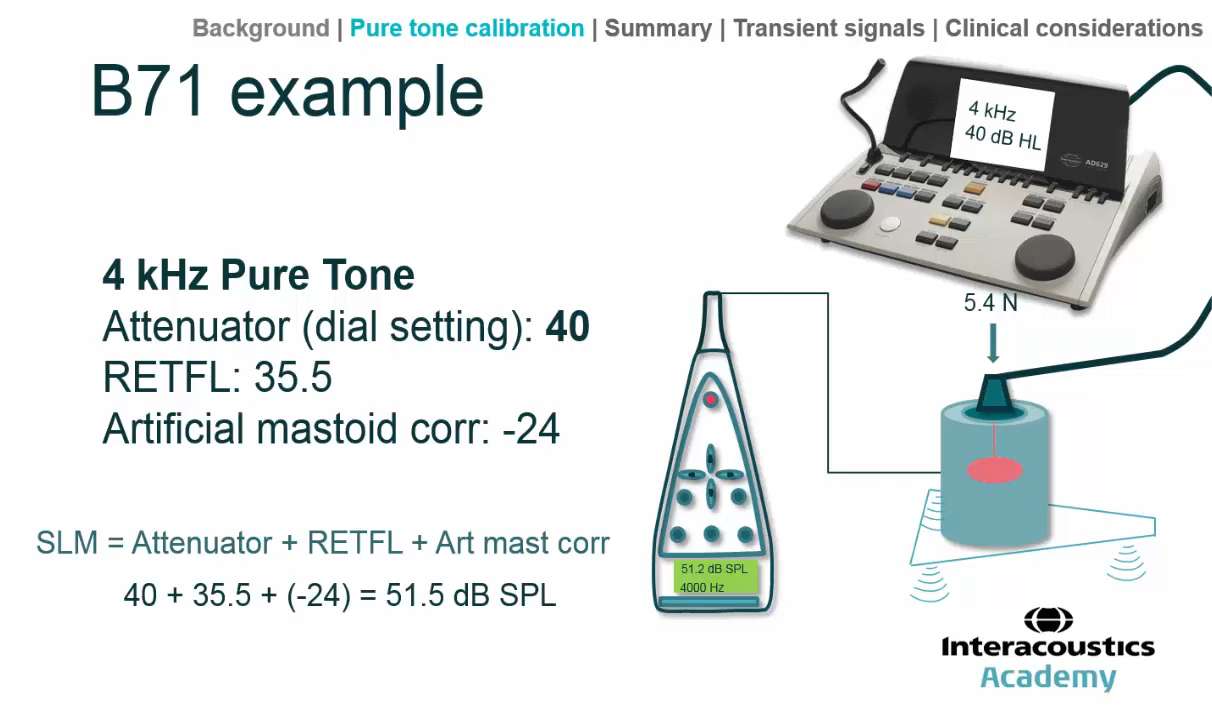 Background | Pure tone calibration | Summary | Transient signals | Clinical considerations
B71 example
4 kHz
40 dB HL
Interacoustics
AD629
4 kHz Pure Tone
Attenuator (dial setting): 40
RETFL: 35.5
Artificial mastoid corr: -24
5.4 N
SLM = Attenuator + RETFL + Art mast corr
40 + 35.5 + (-24) = 51.5 dB SPL
51.2 dB SPL
4000 Hz
Interacoustics
Academy